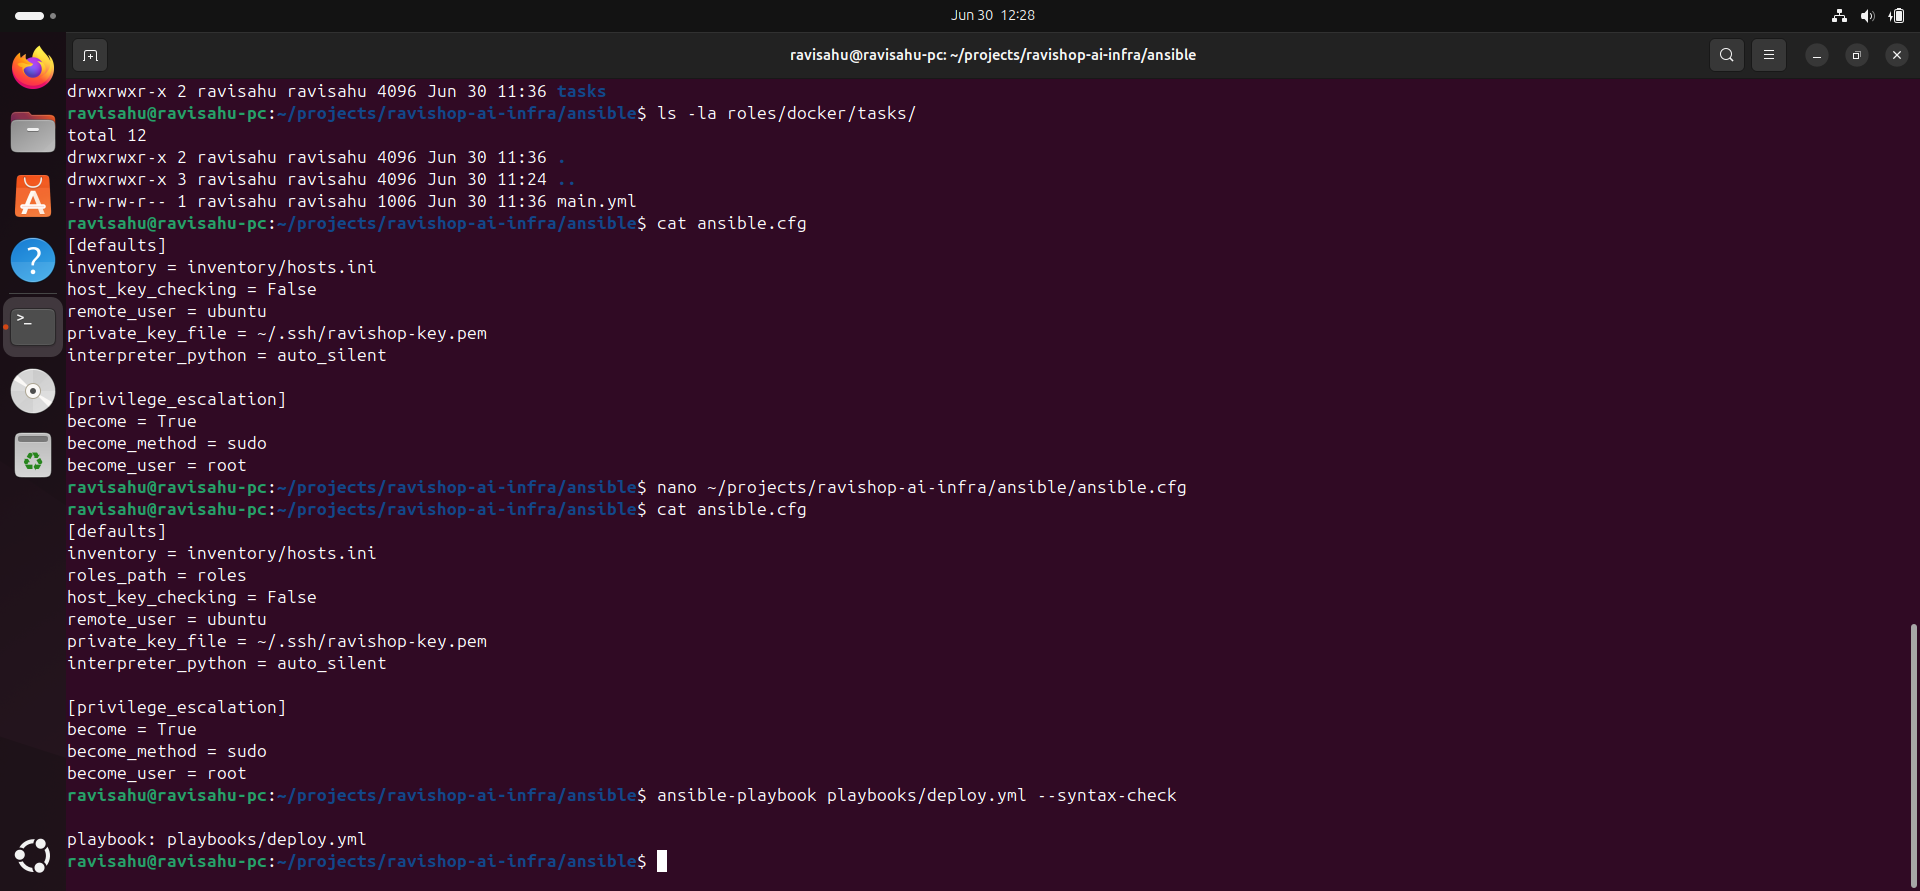 Jun 30 12:28
ravisahu@ravisahu-pc: ~/projects/ravishop-ai-infra/ansible
drwxrwxr-x 2 ravisahu ravisahu 4096 Jun 30 11:36 tasks
ravisahu@ravisahu-pc:~/projects/ravishop-ai-infra/ansible$ ls -la roles/docker/tasks/
total 12
drwxrwxr-x 2 ravisahu ravisahu 4096 Jun 30 11:36 .
drwxrwxr-x 3 ravisahu ravisahu 4096 Jun 30 11:24 ..
-rw-rw-r-- 1 ravisahu ravisahu 1006 Jun 30 11:36 main.yml
ravisahu@ravisahu-pc:~/projects/ravishop-ai-infra/ansible$ cat ansible.cfg
[defaults]
inventory = inventory/hosts.ini
host_key_checking = False
remote_user = ubuntu
private_key_file = ~/.ssh/ravishop-key.pem
interpreter_python = auto_silent

[privilege_escalation]
become = True
become_method = sudo
become_user = root
ravisahu@ravisahu-pc:~/projects/ravishop-ai-infra/ansible$ nano ~/projects/ravishop-ai-infra/ansible/ansible.cfg
ravisahu@ravisahu-pc:~/projects/ravishop-ai-infra/ansible$ cat ansible.cfg
[defaults]
inventory = inventory/hosts.ini
roles_path = roles
host_key_checking = False
remote_user = ubuntu
private_key_file = ~/.ssh/ravishop-key.pem
interpreter_python = auto_silent

[privilege_escalation]
become = True
become_method = sudo
become_user = root
ravisahu@ravisahu-pc:~/projects/ravishop-ai-infra/ansible$ ansible-playbook playbooks/deploy.yml --syntax-check

playbook: playbooks/deploy.yml
ravisahu@ravisahu-pc:~/projects/ravishop-ai-infra/ansible$